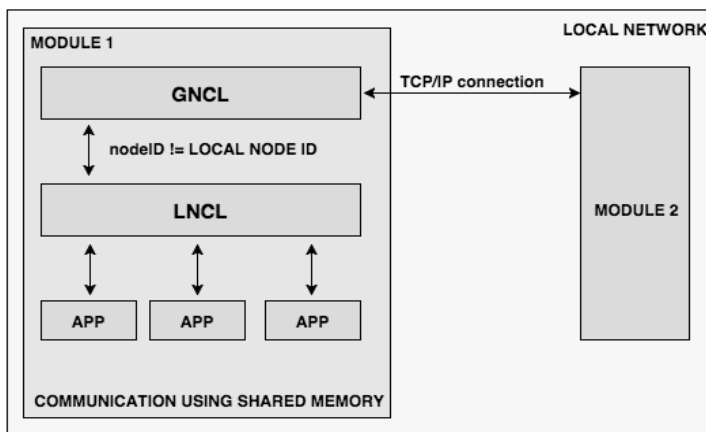 LOCAL NETWORK
MODULE 1
GNCL
TCP/IP connection
nodeID != LOCAL NODE ID
LNCL
MODULE 2
APP APP APP
COMMUNICATION USING SHARED MEMORY